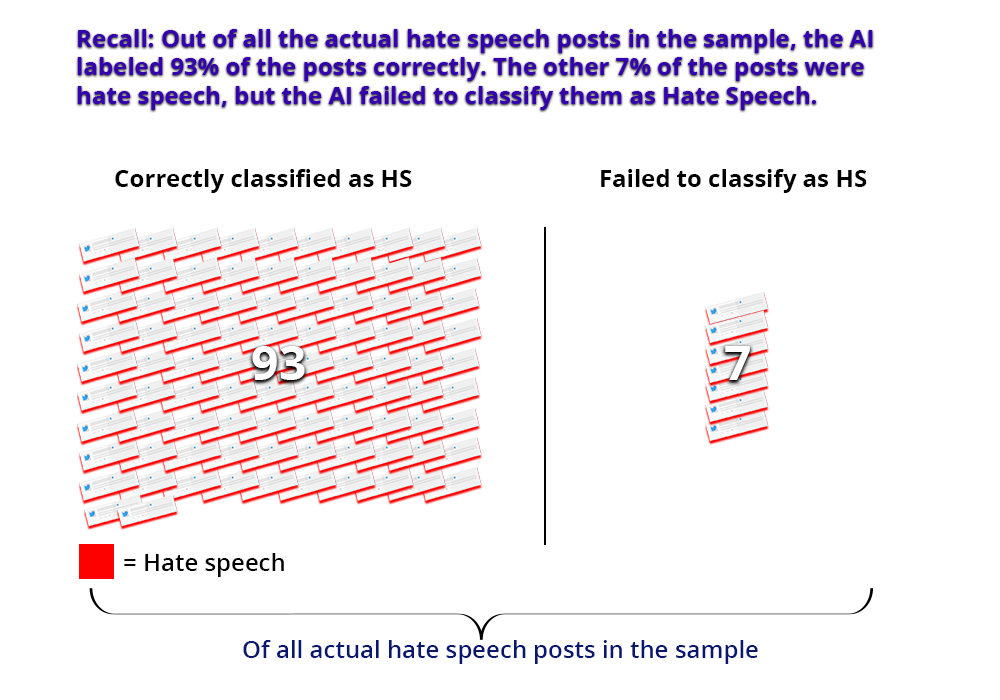 Recall: Out of all the actual hate speech posts in the sample, the AI
labeled 93% of the posts correctly. The other 7% of the posts were
hate speech, but the AI failed to classify them as Hate Speech.
Correctly classified as HS
Failed to classify as HS
93
7
= Hate speech
Of all actual hate speech posts in the sample